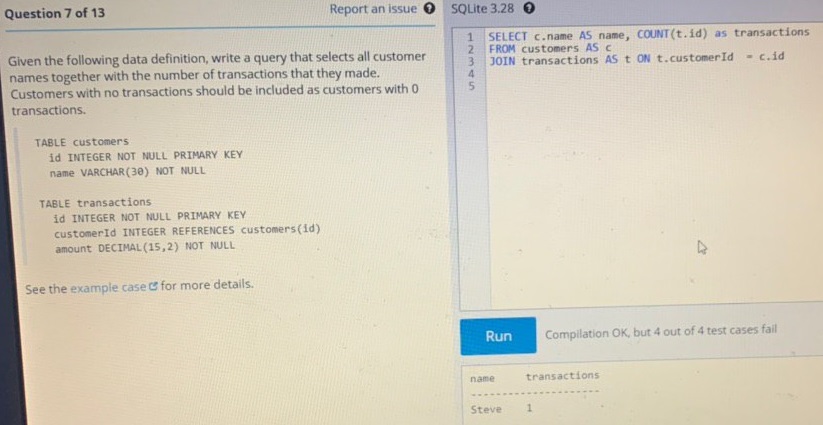 Question 7 of 13
Report an issue ?
Given the following data definition, write a query that selects all customer
names together with the number of transactions that they made.
Customers with no transactions should be included as customers with 0
transactions.
TABLE customers
id INTEGER NOT NULL PRIMARY KEY
name VARCHAR(30) NOT NULL
TABLE transactions
id INTEGER NOT NULL PRIMARY KEY
customerId INTEGER REFERENCES customers(id)
amount DECIMAL(15,2) NOT NULL
See the example case for more details.
SQLite 3.28 ?
1 SELECT c.name AS name, COUNT(t.id) as transactions
2 FROM customers AS c
3 JOIN transactions AS t ON t.customerId = c.id
4
5
Run
Compilation OK, but 4 out of 4 test cases fail
name transactions
--------------------
Steve 1